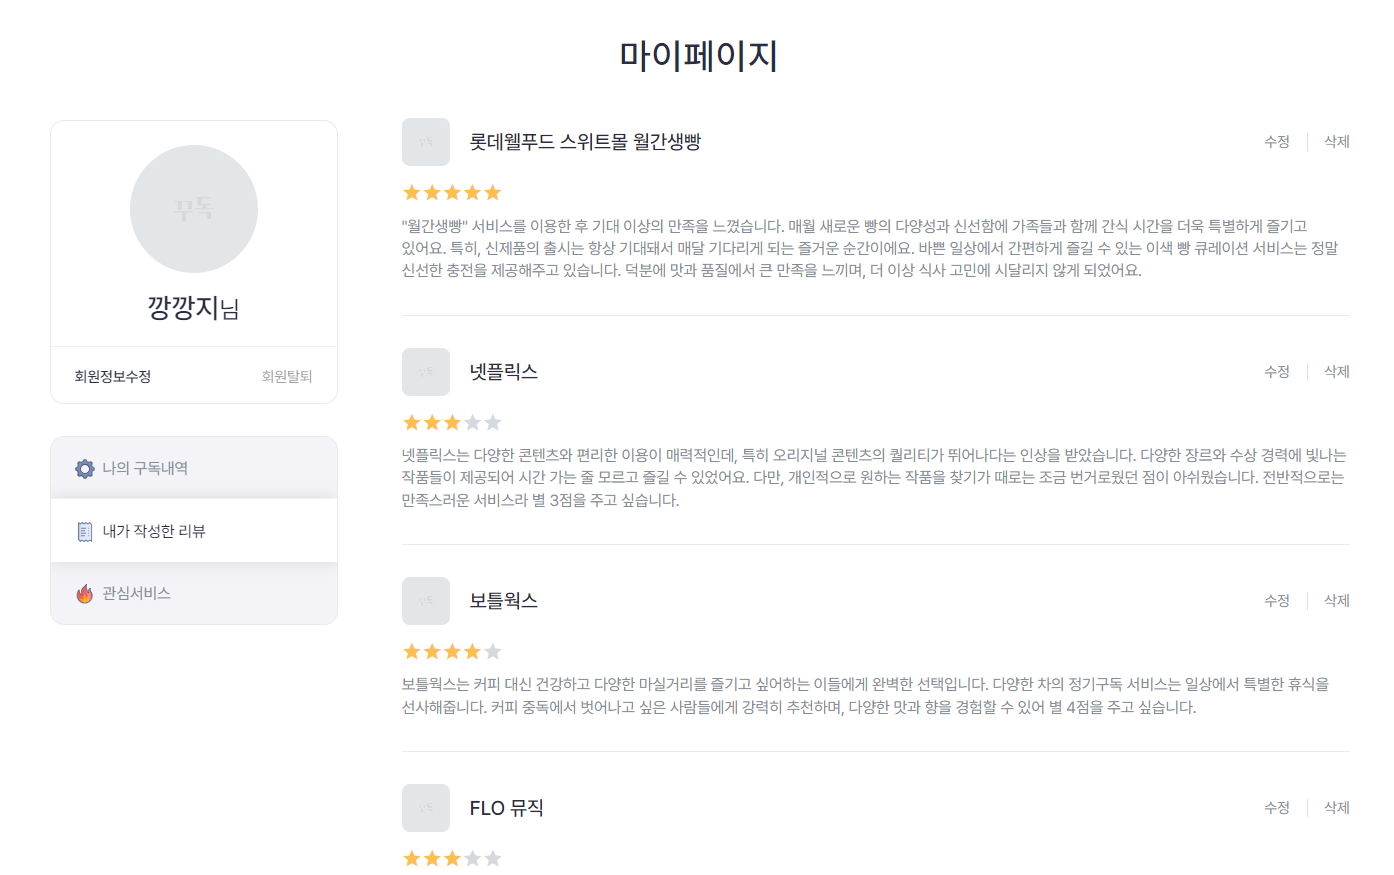 마이페이지
꾸독
깡깡지님
회원정보수정 회원탈퇴
나의 구독내역
내가 작성한 리뷰
관심서비스
꾸독
롯데웰푸드 스위트몰 월간생빵
수정 삭제
"월간생빵" 서비스를 이용한 후 기대 이상의 만족을 느꼈습니다. 매월 새로운 빵의 다양성과 신선함에 가족들과 함께 간식 시간을 더욱 특별하게 즐기고
있어요. 특히, 신제품의 출시는 항상 기대돼서 매달 기다리게 되는 즐거운 순간이에요. 바쁜 일상에서 간편하게 즐길 수 있는 이색 빵 큐레이션 서비스는 정말
신선한 충전을 제공해주고 있습니다. 덕분에 맛과 품질에서 큰 만족을 느끼며, 더 이상 식사 고민에 시달리지 않게 되었어요.
꾸독
넷플릭스
수정 삭제
넷플릭스는 다양한 콘텐츠와 편리한 이용이 매력적인데, 특히 오리지널 콘텐츠의 퀄리티가 뛰어나다는 인상을 받았습니다. 다양한 장르와 수상 경력에 빛나는
작품들이 제공되어 시간 가는 줄 모르고 즐길 수 있었어요. 다만, 개인적으로 원하는 작품을 찾기가 때로는 조금 번거로웠던 점이 아쉬웠습니다. 전반적으로는
만족스러운 서비스라 별 3점을 주고 싶습니다.
꾸독
보틀웍스
수정 삭제
보틀웍스는 커피 대신 건강하고 다양한 마실거리를 즐기고 싶어하는 이들에게 완벽한 선택입니다. 다양한 차의 정기구독 서비스는 일상에서 특별한 휴식을
선사해줍니다. 커피 중독에서 벗어나고 싶은 사람들에게 강력히 추천하며, 다양한 맛과 향을 경험할 수 있어 별 4점을 주고 싶습니다.
꾸독
FLO 뮤직
수정 삭제